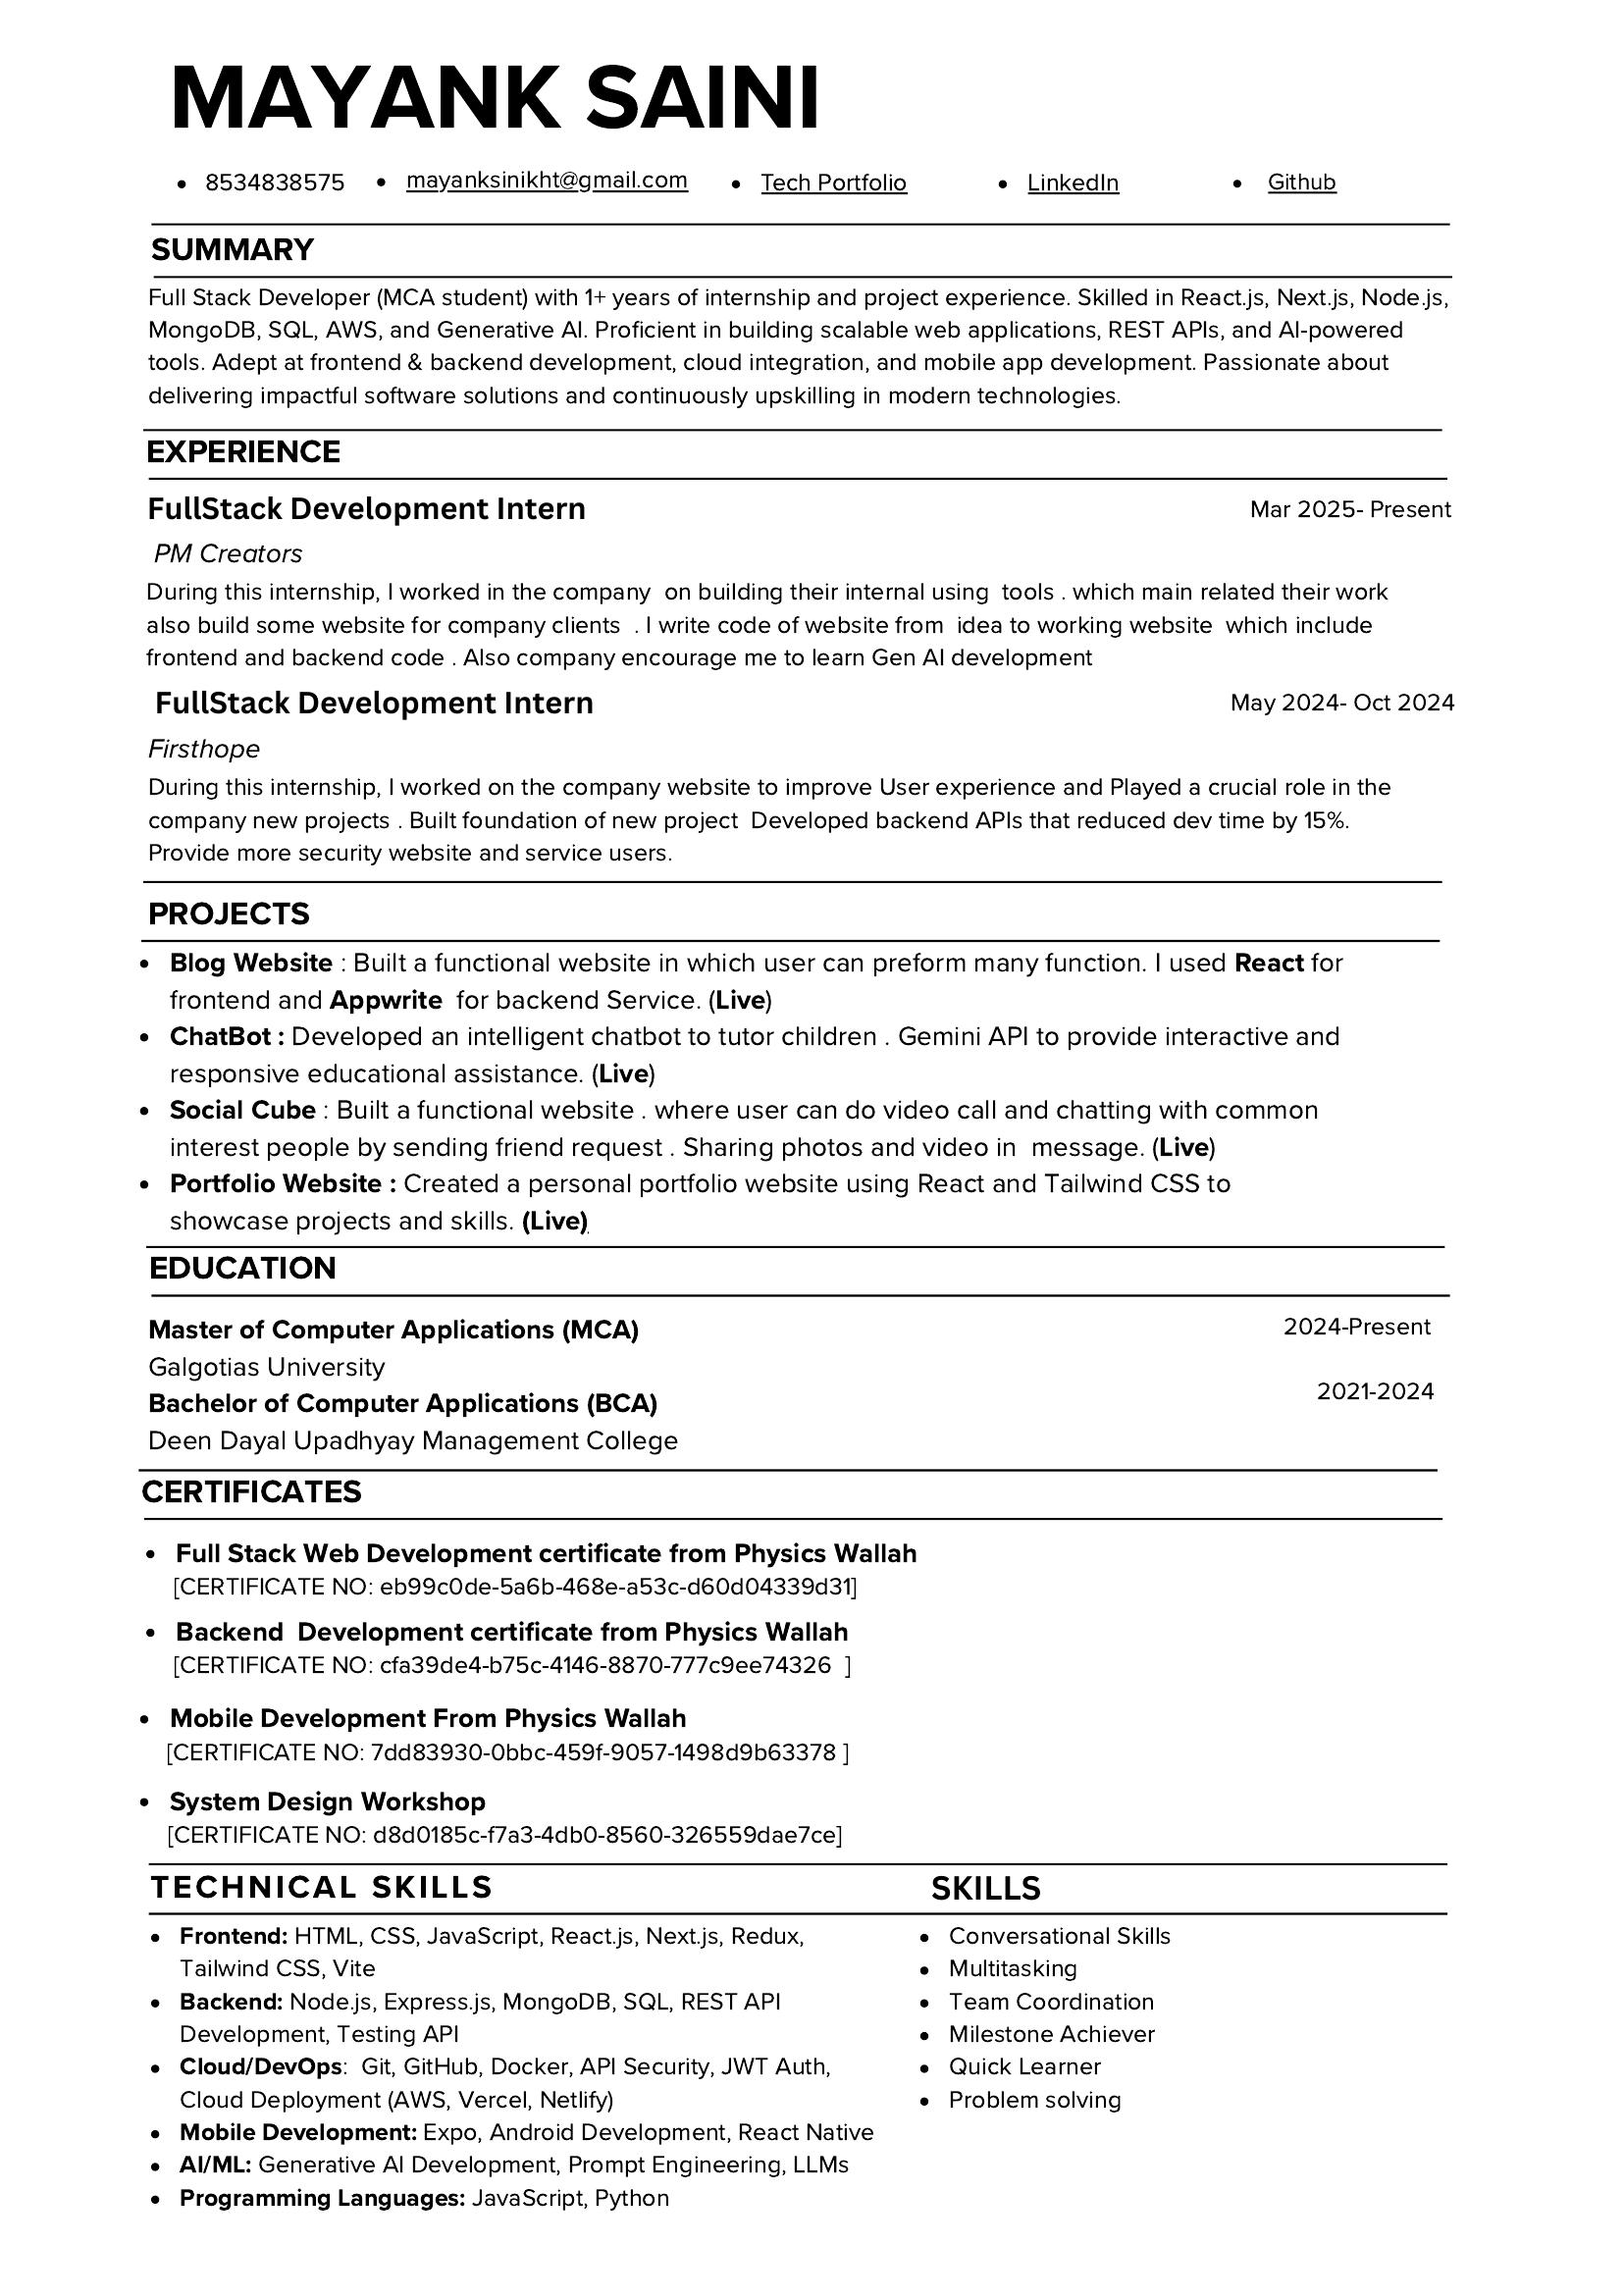 MAYANK SAINI
• 8534838575 • mayanksinikht@gmail.com • Tech Portfolio • LinkedIn • Github
SUMMARY
Full Stack Developer (MCA student) with 1+ years of internship and project experience. Skilled in React.js, Next.js, Node.js,
MongoDB, SQL, AWS, and Generative AI. Proficient in building scalable web applications, REST APIs, and AI-powered
tools. Adept at frontend & backend development, cloud integration, and mobile app development. Passionate about
delivering impactful software solutions and continuously upskilling in modern technologies.
EXPERIENCE
FullStack Development Intern Mar 2025- Present
PM Creators
During this internship, I worked in the company  on building their internal using  tools . which main related their work
also build some website for company clients  . I write code of website from  idea to working website  which include
frontend and backend code . Also company encourage me to learn Gen AI development
FullStack Development Intern May 2024- Oct 2024
Firsthope
During this internship, I worked on the company website to improve User experience and Played a crucial role in the
company new projects . Built foundation of new project  Developed backend APIs that reduced dev time by 15%.
Provide more security website and service users.
PROJECTS
• Blog Website : Built a functional website in which user can preform many function. I used React for
frontend and Appwrite  for backend Service. (Live)
• ChatBot : Developed an intelligent chatbot to tutor children . Gemini API to provide interactive and
responsive educational assistance. (Live)
• Social Cube : Built a functional website . where user can do video call and chatting with common
interest people by sending friend request . Sharing photos and video in  message. (Live)
• Portfolio Website : Created a personal portfolio website using React and Tailwind CSS to
showcase projects and skills. (Live)
EDUCATION
Master of Computer Applications (MCA) 2024-Present
Galgotias University
Bachelor of Computer Applications (BCA) 2021-2024
Deen Dayal Upadhyay Management College
CERTIFICATES
• Full Stack Web Development certificate from Physics Wallah
[CERTIFICATE NO: eb99c0de-5a6b-468e-a53c-d60d04339d31]
• Backend  Development certificate from Physics Wallah
[CERTIFICATE NO: cfa39de4-b75c-4146-8870-777c9ee74326  ]
• Mobile Development From Physics Wallah
[CERTIFICATE NO: 7dd83930-0bbc-459f-9057-1498d9b63378 ]
• System Design Workshop
[CERTIFICATE NO: d8d0185c-f7a3-4db0-8560-326559dae7ce]
TECHNICAL SKILLS
• Frontend: HTML, CSS, JavaScript, React.js, Next.js, Redux,
Tailwind CSS, Vite
• Backend: Node.js, Express.js, MongoDB, SQL, REST API
Development, Testing API
• Cloud/DevOps:  Git, GitHub, Docker, API Security, JWT Auth,
Cloud Deployment (AWS, Vercel, Netlify)
• Mobile Development: Expo, Android Development, React Native
• AI/ML: Generative AI Development, Prompt Engineering, LLMs
• Programming Languages: JavaScript, Python
SKILLS
• Conversational Skills
• Multitasking
• Team Coordination
• Milestone Achiever
• Quick Learner
• Problem solving